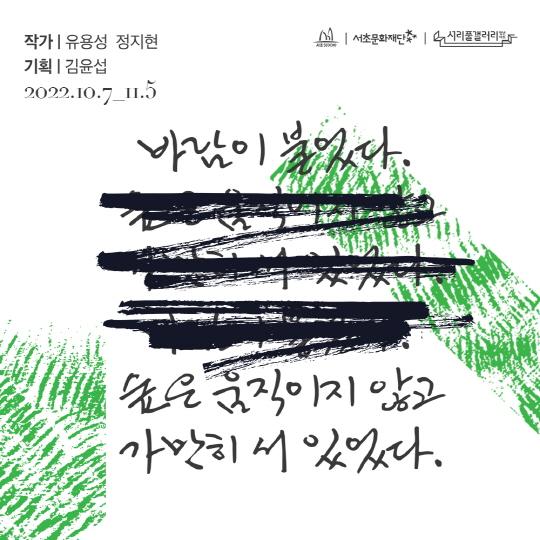 작가 | 유용성 정지현
기획 | 김윤섭
2022.10.7_11.5
서초문화재단 | 서리풀갤러리
바람이 불었다.
숲은 움직이지 않고
가만히 서 있었다.